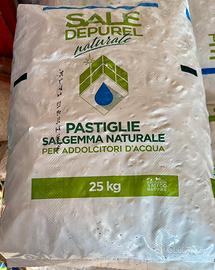 SALE
DEPUREL
naturale
PASTIGLIE
SALGEMMA NATURALE
PER ADDOLCITORI D'ACQUA
25 kg